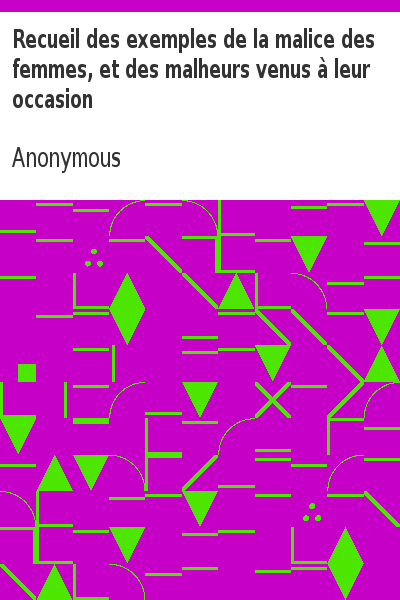 Recueil des exemples de la malice des
femmes, et des malheurs venus à leur
occasion
Anonymous